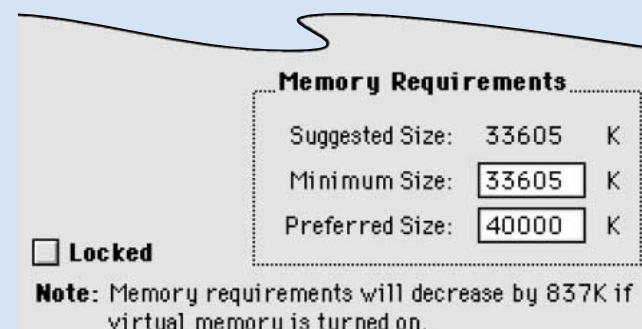 Memory Requirements
Suggested Size: 33605 K
Minimum Size: 33605 K
Preferred Size: 40000 K
Locked
Note: Memory requirements will decrease by 837K if
virtual memory is turned on.